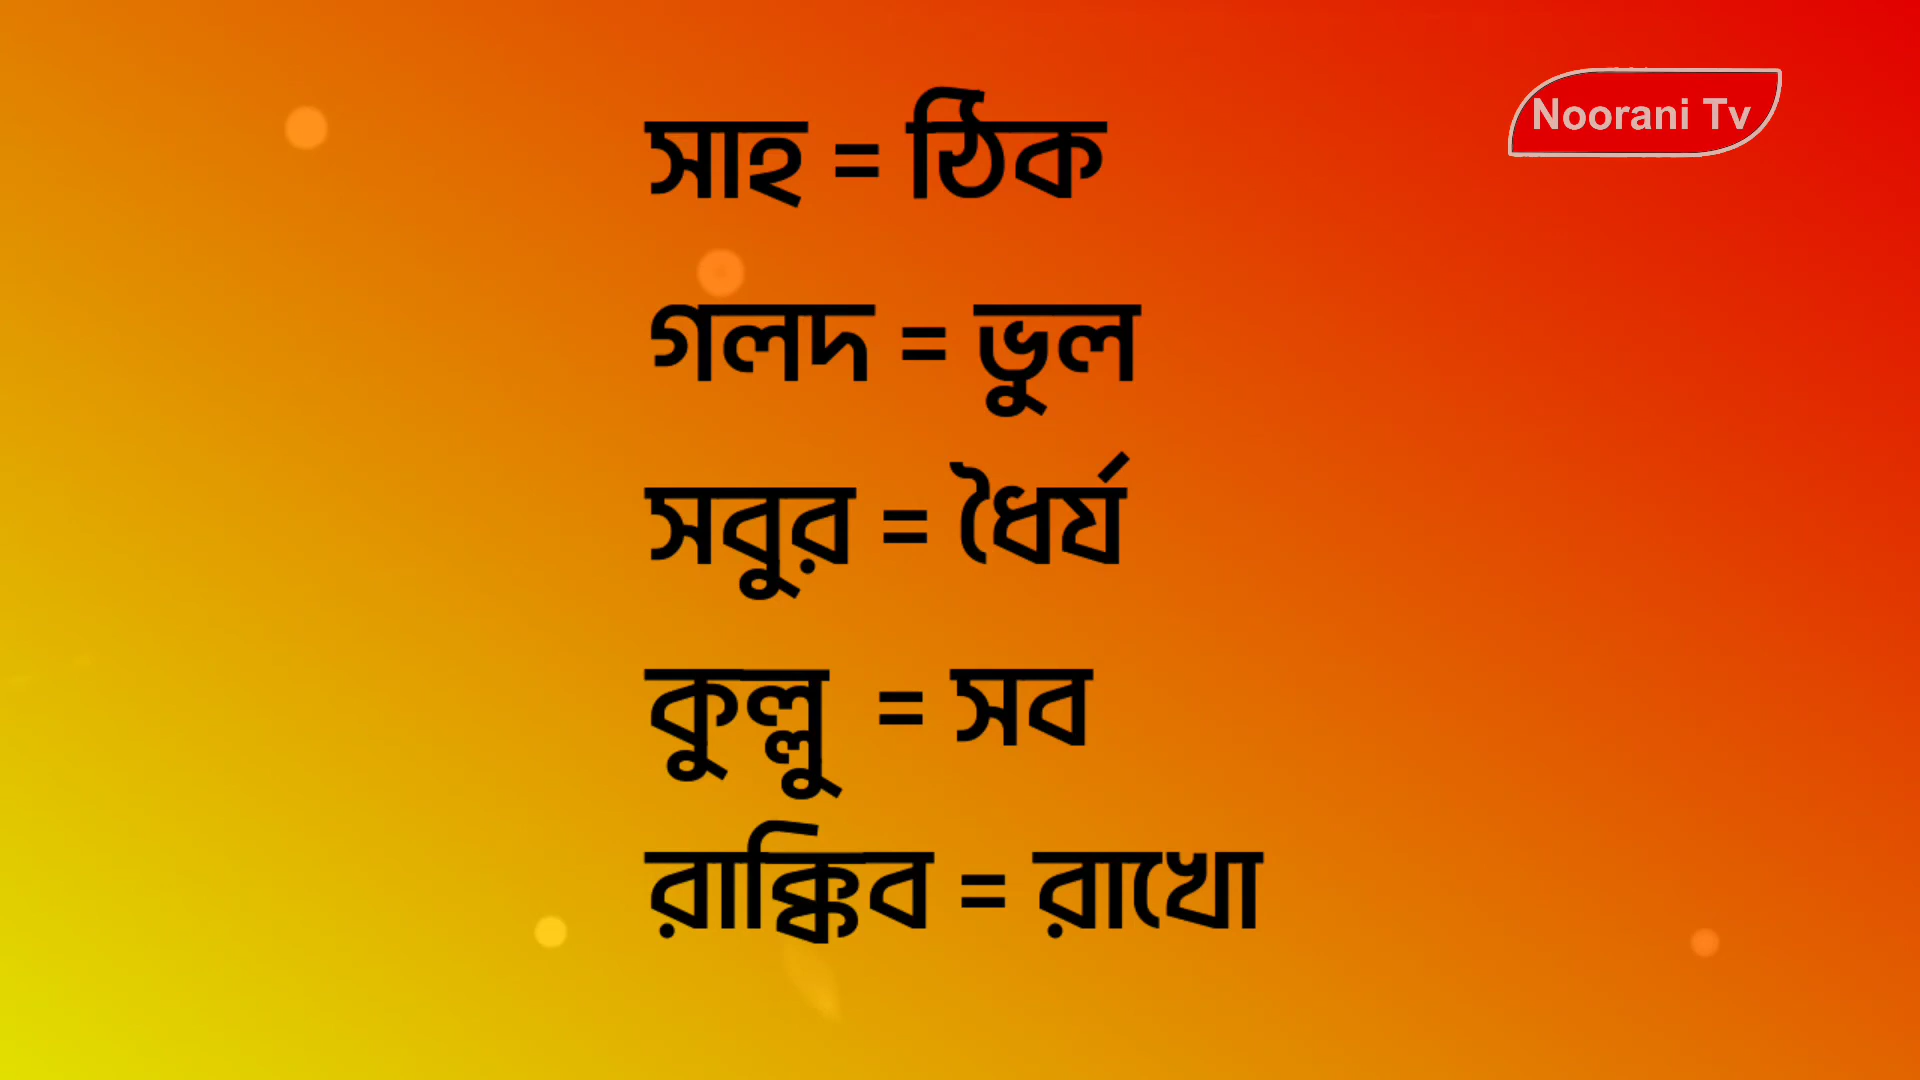 Noorani Tv
সাহ = ঠিক
গলদ = ভুল
সবুর = ধৈর্য
কুল্লু = সব
রাক্কিব = রাখো